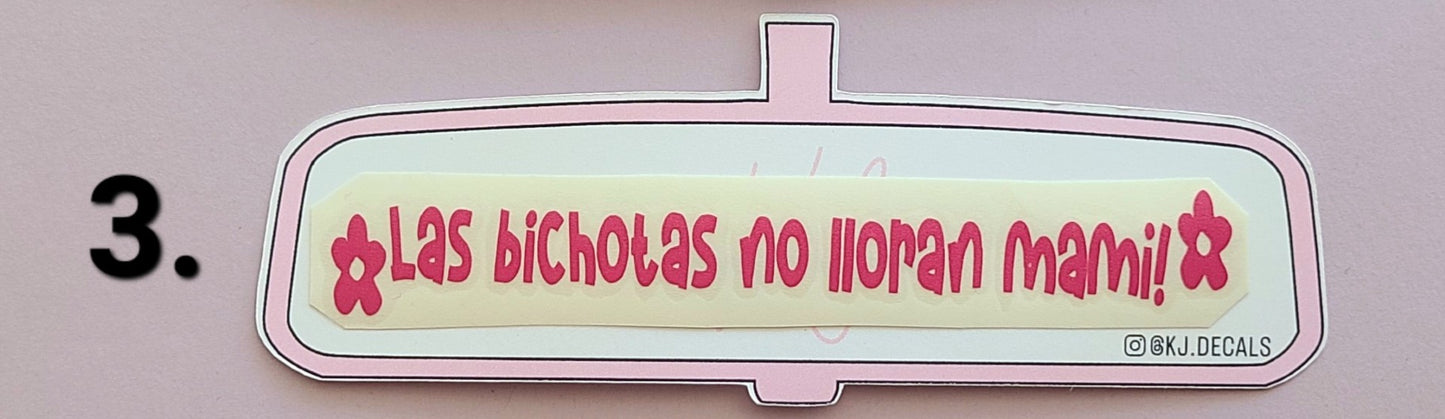 3.
Las bichotas no lloran mami!
@KJ.DECALS